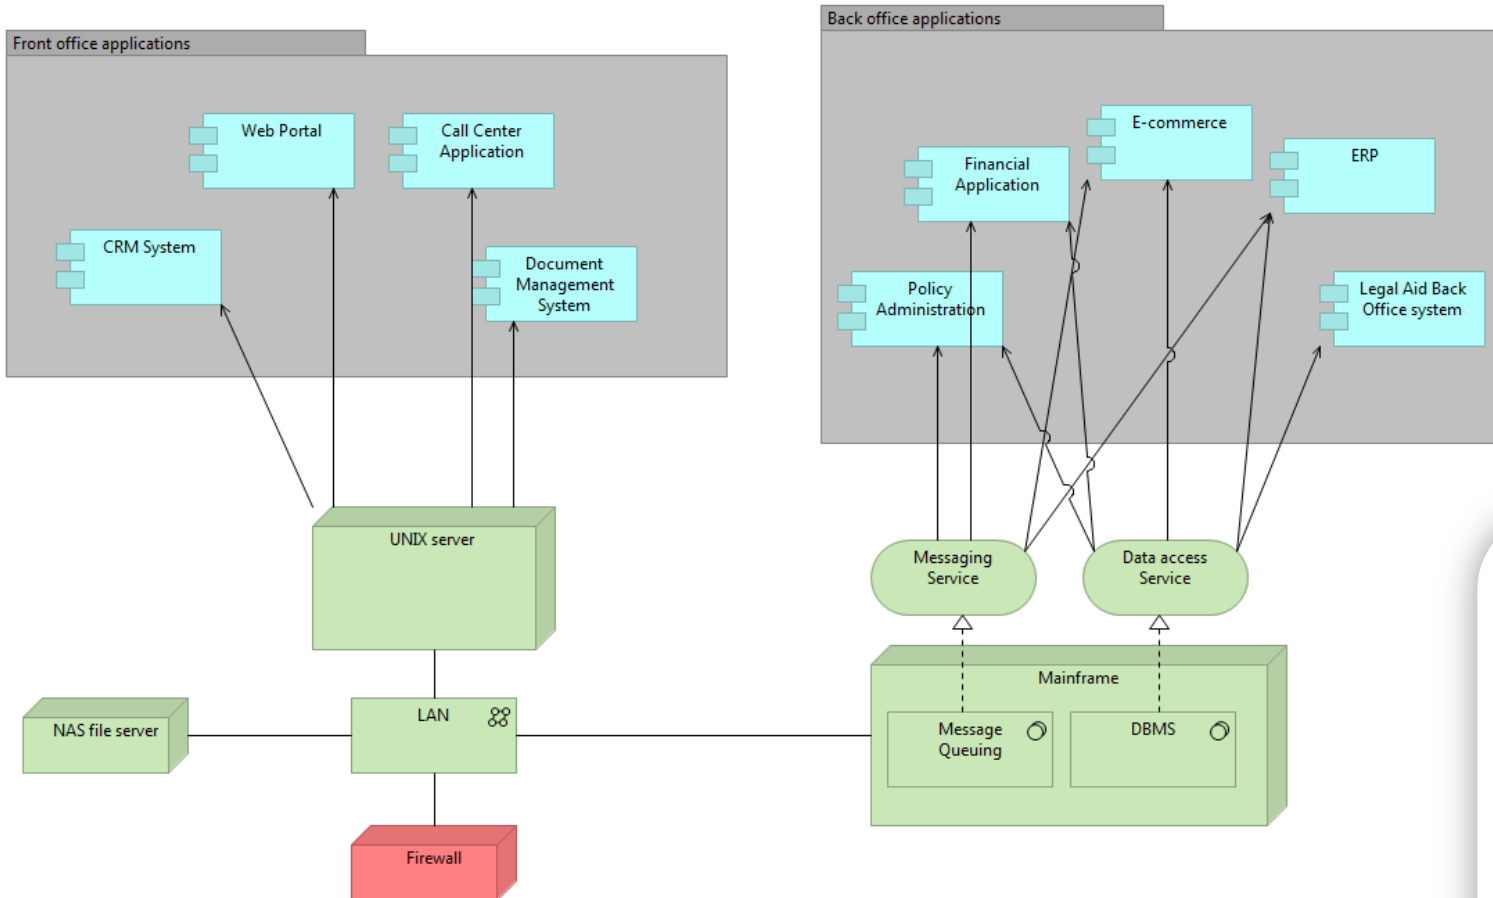 Front office applications
Web Portal
Call Center
Application
CRM System
Document
Management
System
Back office applications
E-commerce
Financial
Application
ERP
Policy
Administration
Legal Aid Back
Office system
UNIX server
Messaging
Service
Data access
Service
NAS file server
LAN
Mainframe
Message
Queuing
DBMS
Firewall